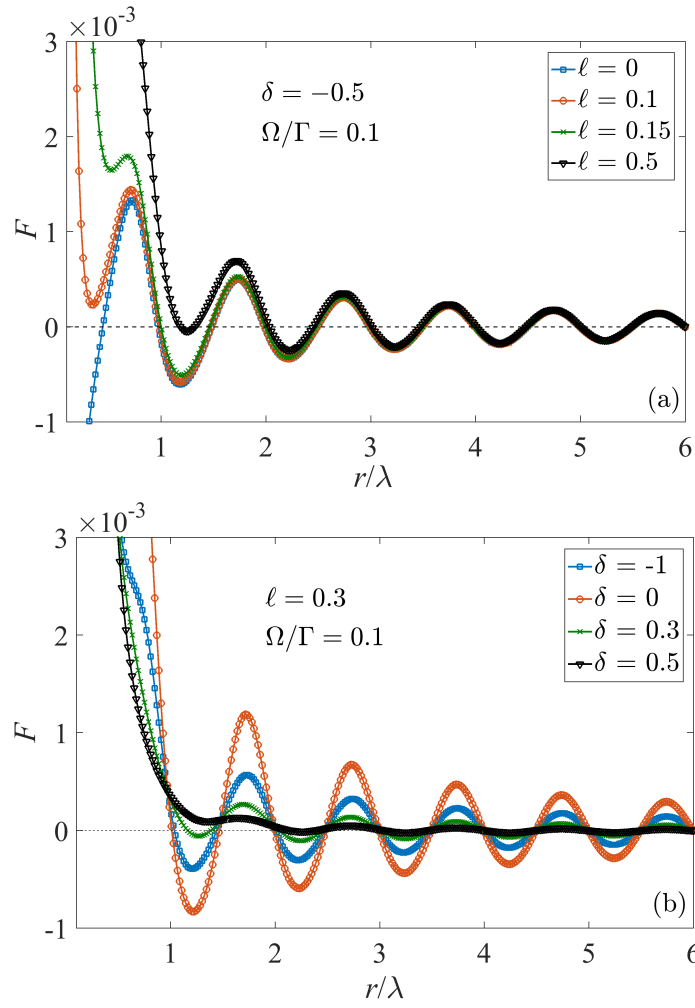 ×10⁻³
3
2
1
0
-1
F
δ = −0.5
Ω/Γ = 0.1
ℓ = 0
ℓ = 0.1
ℓ = 0.15
ℓ = 0.5
(a)
1 2 3 4 5 6
r/λ
×10⁻³
3
2
1
0
-1
F
ℓ = 0.3
Ω/Γ = 0.1
δ = -1
δ = 0
δ = 0.3
δ = 0.5
(b)
1 2 3 4 5 6
r/λ